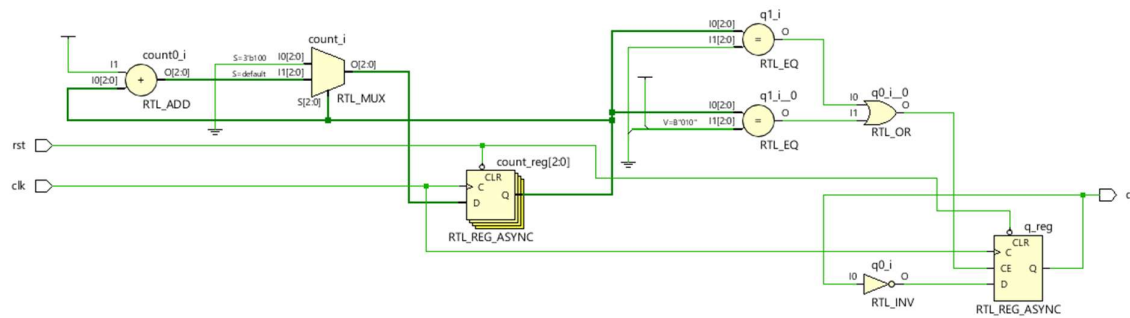 q1_i
count_i
I0[2:0]
O
count0_i
S=3'b100
I0[2:0]
I1[2:0]
=
I1
O[2:0]
O[2:0]
RTL_EQ
I0[2:0]
+
S=default
I1[2:0]
q1_i__0
q0_i__0
RTL_ADD
S[2:0]
RTL_MUX
I0[2:0]
O
I0
O
V=B"010"
I1[2:0]
=
I1
RTL_OR
rst
RTL_EQ
count_reg[2:0]
CLR
clk
C
Q
D
RTL_REG_ASYNC
q_reg
CLR
q0_i
C
I0
O
CE
Q
D
RTL_INV
RTL_REG_ASYNC